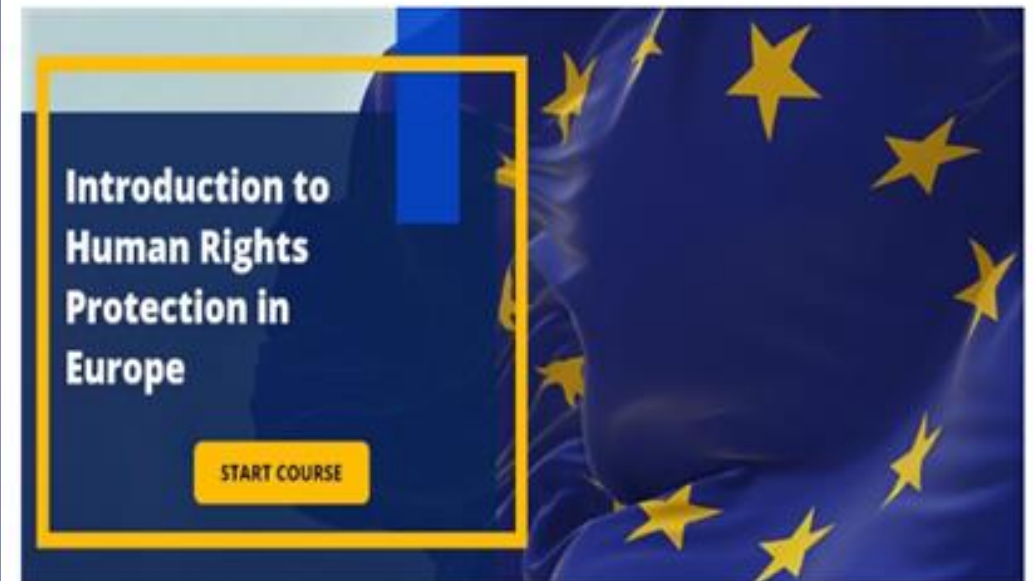 Introduction to
Human Rights
Protection in
Europe
START COURSE